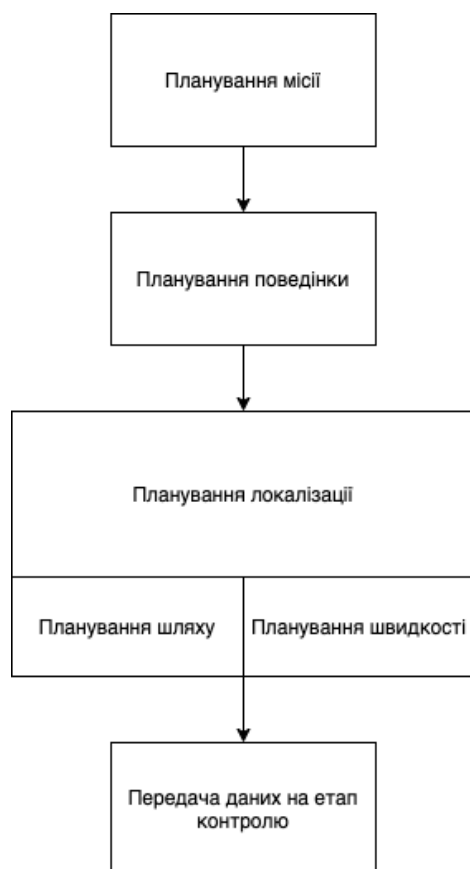 Планування місії
Планування поведінки
Планування локалізації
Планування шляху
Планування швидкості
Передача даних на етап
контролю